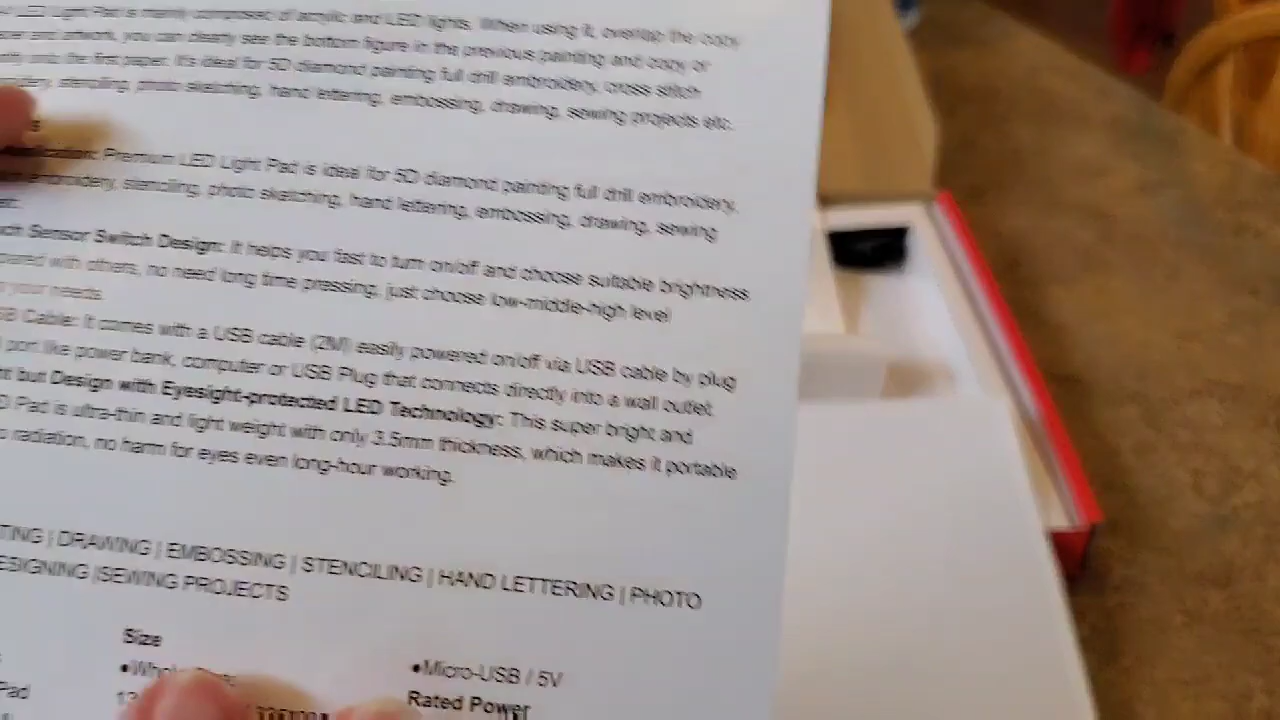 LED Light Pad is mainly composed of acrylic and LED lights. When using it, overlap the copy
and artwork, you can clearly see the bottom figure in the previous painting and copy or
onto the first paper. It's ideal for 5D diamond painting full drill embroidery, cross stitch
stenciling, photo sketching, hand lettering, embossing, drawing, sewing projects etc.
Premium LED Light Pad is ideal for 5D diamond painting full drill embroidery,
embroidery, stenciling, photo sketching, hand lettering, embossing, drawing, sewing
Sensor Switch Design: It helps you fast to turn on/off and choose suitable brightness
with others, no need long time pressing, just choose low-middle-high level
your needs.
Cable: It comes with a USB cable (2M) easily powered on/off via USB cable by plug
port like power bank, computer or USB Plug that connects directly into a wall outlet.
but Design with Eyesight-protected LED Technology: This super bright and
Pad is ultra-thin and light weight with only 3.5mm thickness, which makes it portable
radiation, no harm for eyes even long-hour working.
TING | DRAWING | EMBOSSING | STENCILING | HAND LETTERING | PHOTO
ESIGNING |SEWING PROJECTS
Size
●Micro-USB / 5V
Pad
Rated Power